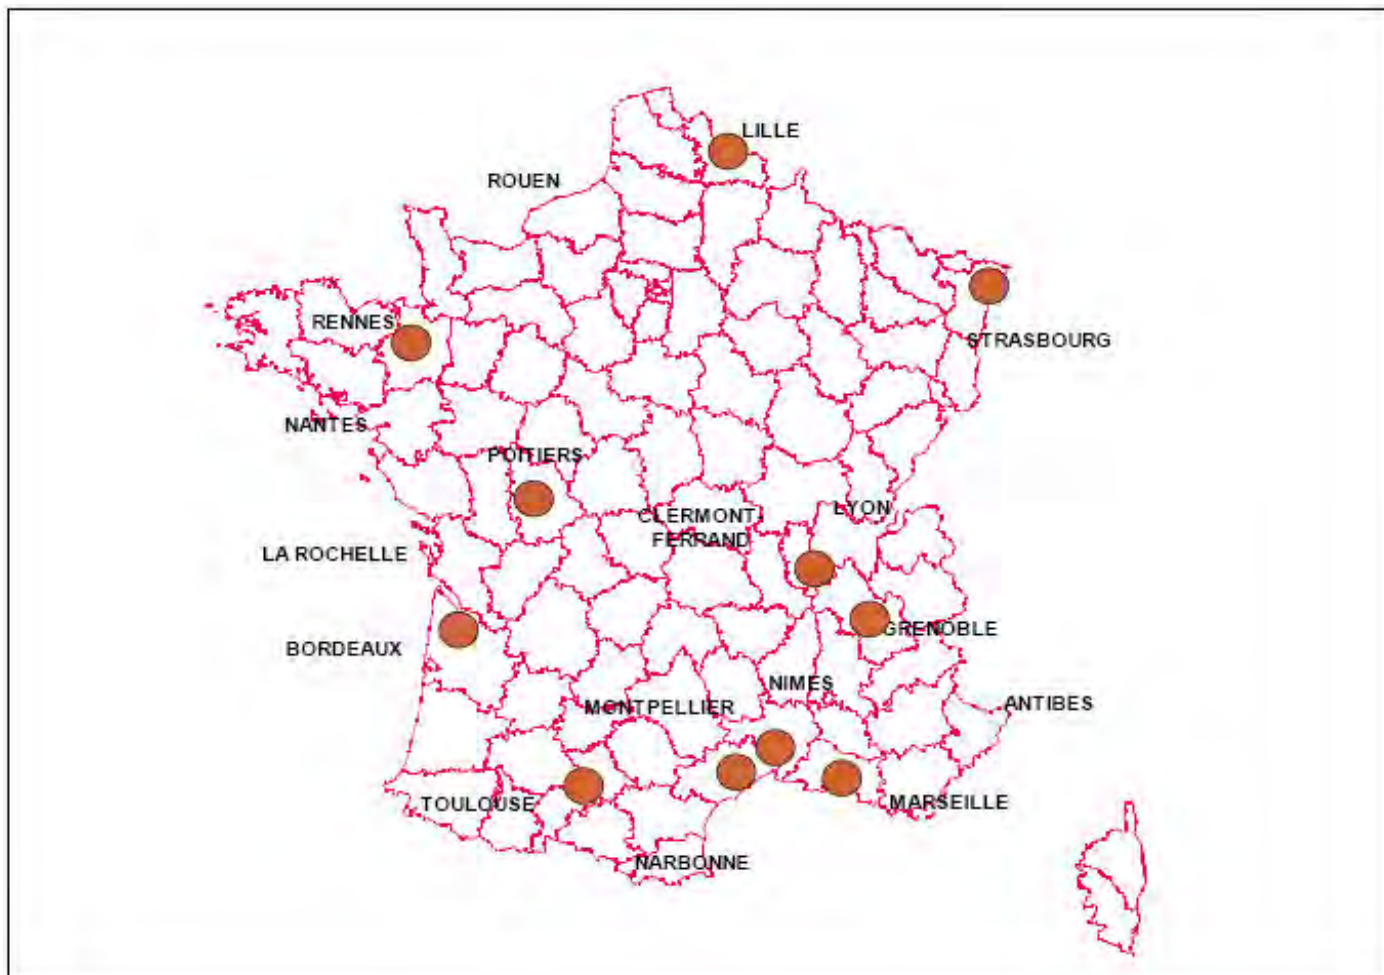 LILLE
ROUEN
RENNES
STRASBOURG
NANTES
POITIERS
LYON
CLERMONT-
FERRAND
LA ROCHELLE
GRENOBLE
BORDEAUX
NIMES
ANTIBES
MONTPELLIER
MARSEILLE
TOULOUSE
NARBONNE